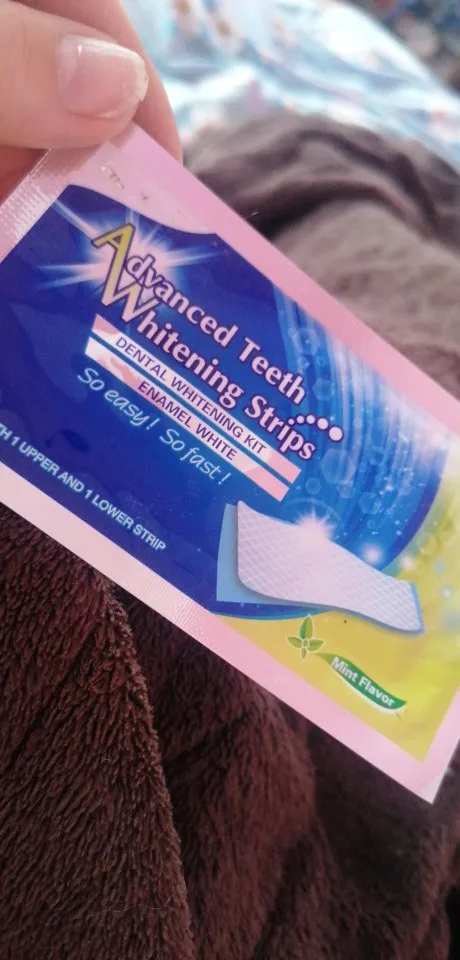 Advanced Teeth
Whitening Strips
DENTAL WHITENING KIT
ENAMEL WHITE
So easy! So fast!
TH 1 UPPER AND 1 LOWER STRIP
Mint Flavor